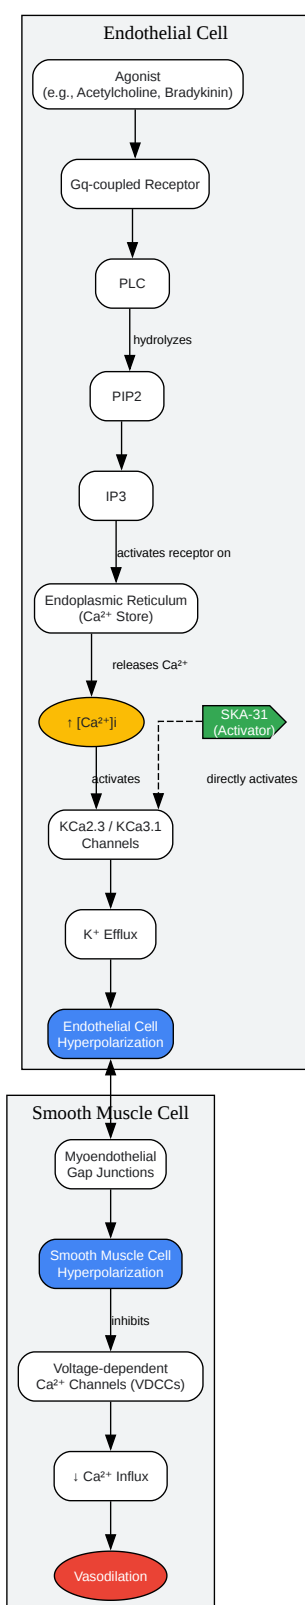 Endothelial Cell
Agonist
(e.g., Acetylcholine, Bradykinin)
Gq-coupled Receptor
PLC
hydrolyzes
PIP2
IP3
activates receptor on
Endoplasmic Reticulum
(Ca²⁺ Store)
releases Ca²⁺
↑ [Ca²⁺]i
SKA-31
(Activator)
activates
directly activates
KCa2.3 / KCa3.1
Channels
K⁺ Efflux
Endothelial Cell
Hyperpolarization
Smooth Muscle Cell
Myoendothelial
Gap Junctions
Smooth Muscle Cell
Hyperpolarization
inhibits
Voltage-dependent
Ca²⁺ Channels (VDCCs)
↓ Ca²⁺ Influx
Vasodilation